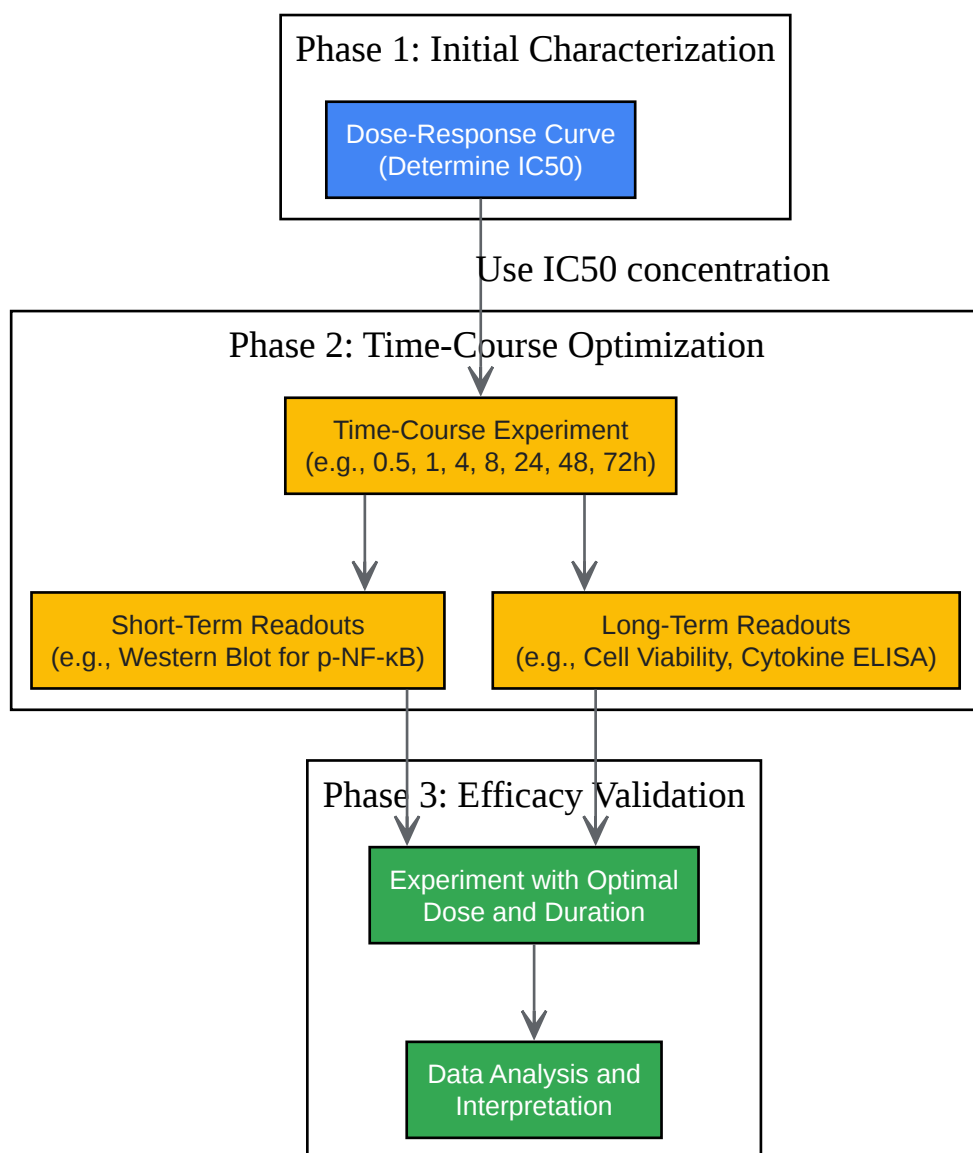 Phase 1: Initial Characterization
Dose-Response Curve
(Determine IC50)
Use IC50 concentration
Phase 2: Time-Course Optimization
Time-Course Experiment
(e.g., 0.5, 1, 4, 8, 24, 48, 72h)
Short-Term Readouts
(e.g., Western Blot for p-NF-κB)
Long-Term Readouts
(e.g., Cell Viability, Cytokine ELISA)
Phase 3: Efficacy Validation
Experiment with Optimal
Dose and Duration
Data Analysis and
Interpretation